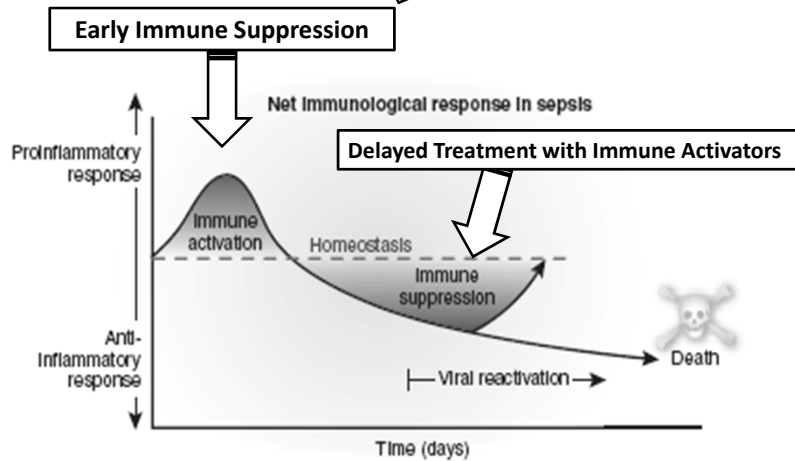 Early Immune Suppression
Net immunological response in sepsis
Delayed Treatment with Immune Activators
Proinflammatory
response
Immune
activation
Homeostasis
Immune
suppression
Anti-
inflammatory
response
Viral reactivation
Death
Time (days)